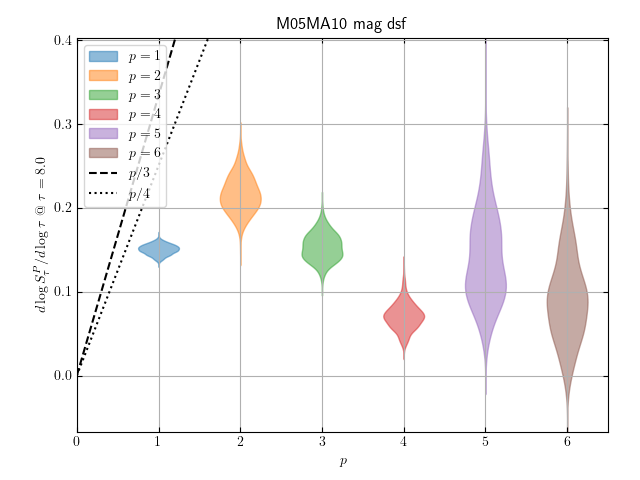 M05MA10 mag dsf
d log S_τ^p / d log τ @ τ = 8.0
0.4
0.3
0.2
0.1
0.0
p = 1
p = 2
p = 3
p = 4
p = 5
p = 6
p/3
p/4
0 1 2 3 4 5 6
p